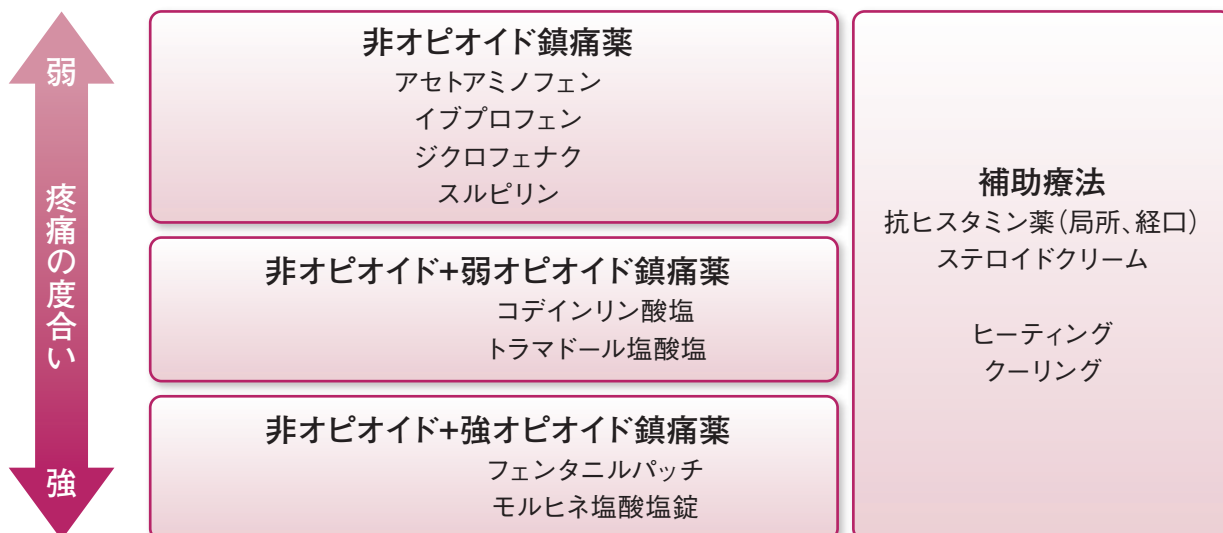 弱
疼痛の度合い
強
非オピオイド鎮痛薬
アセトアミノフェン
イブプロフェン
ジクロフェナク
スルピリン
非オピオイド+弱オピオイド鎮痛薬
コデインリン酸塩
トラマドール塩酸塩
非オピオイド+強オピオイド鎮痛薬
フェンタニルパッチ
モルヒネ塩酸塩錠
補助療法
抗ヒスタミン薬(局所、経口)
ステロイドクリーム
ヒーティング
クーリング